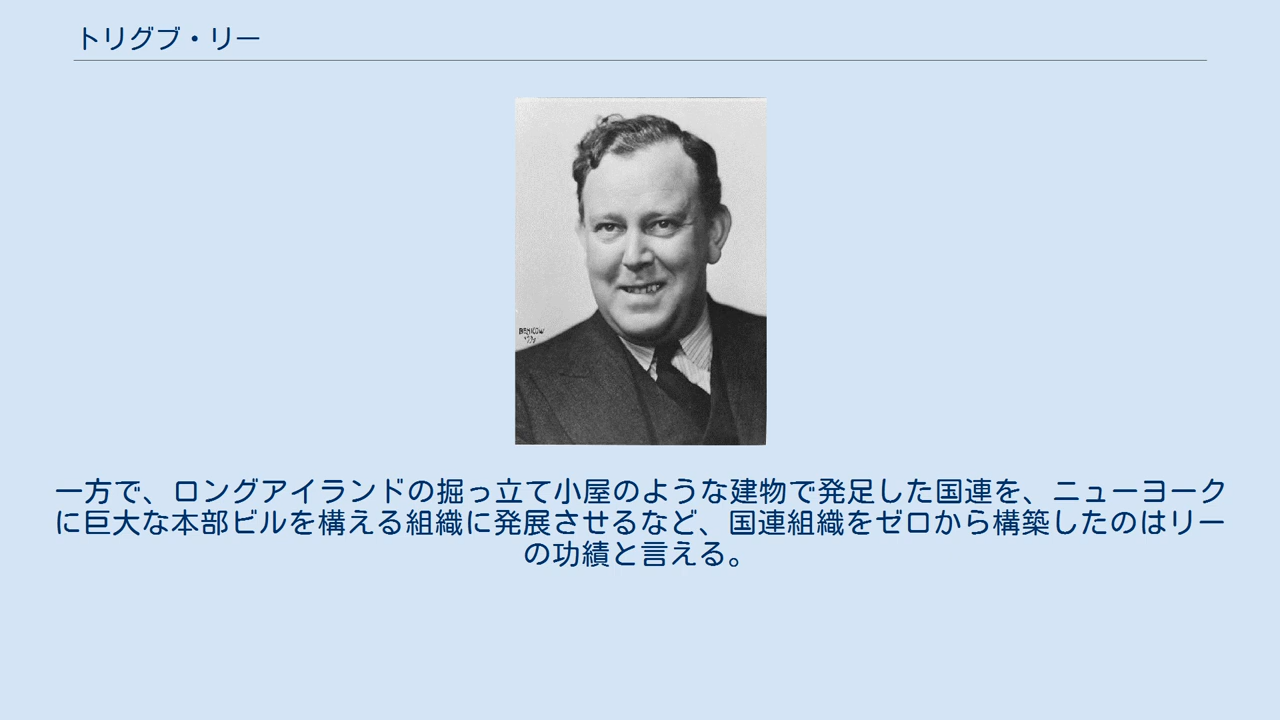 トリグブ・リー
一方で、ロングアイランドの掘っ立て小屋のような建物で発足した国連を、ニューヨーク
に巨大な本部ビルを構える組織に発展させるなど、国連組織をゼロから構築したのはリー
の功績と言える。